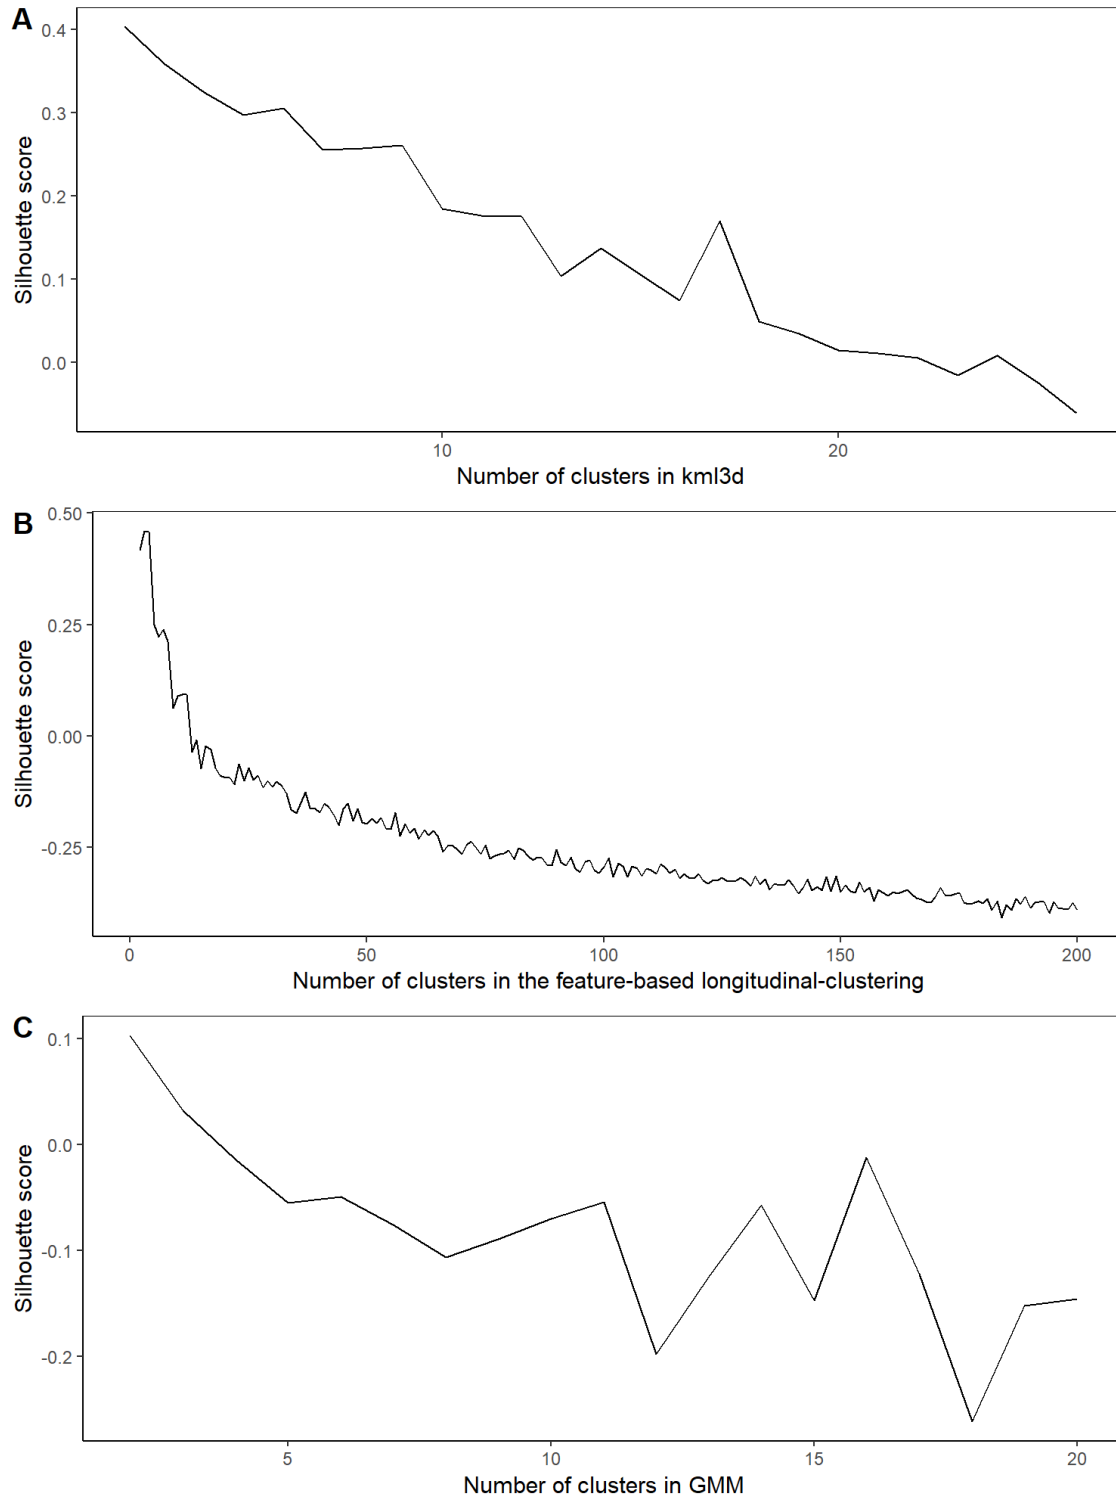 A
0.4
0.3
0.2
0.1
0.0
Silhouette score
10 20
Number of clusters in kml3d
B
0.50
0.25
0.00
-0.25
Silhouette score
0 50 100 150 200
Number of clusters in the feature-based longitudinal-clustering
C
0.1
0.0
-0.1
-0.2
Silhouette score
5 10 15 20
Number of clusters in GMM